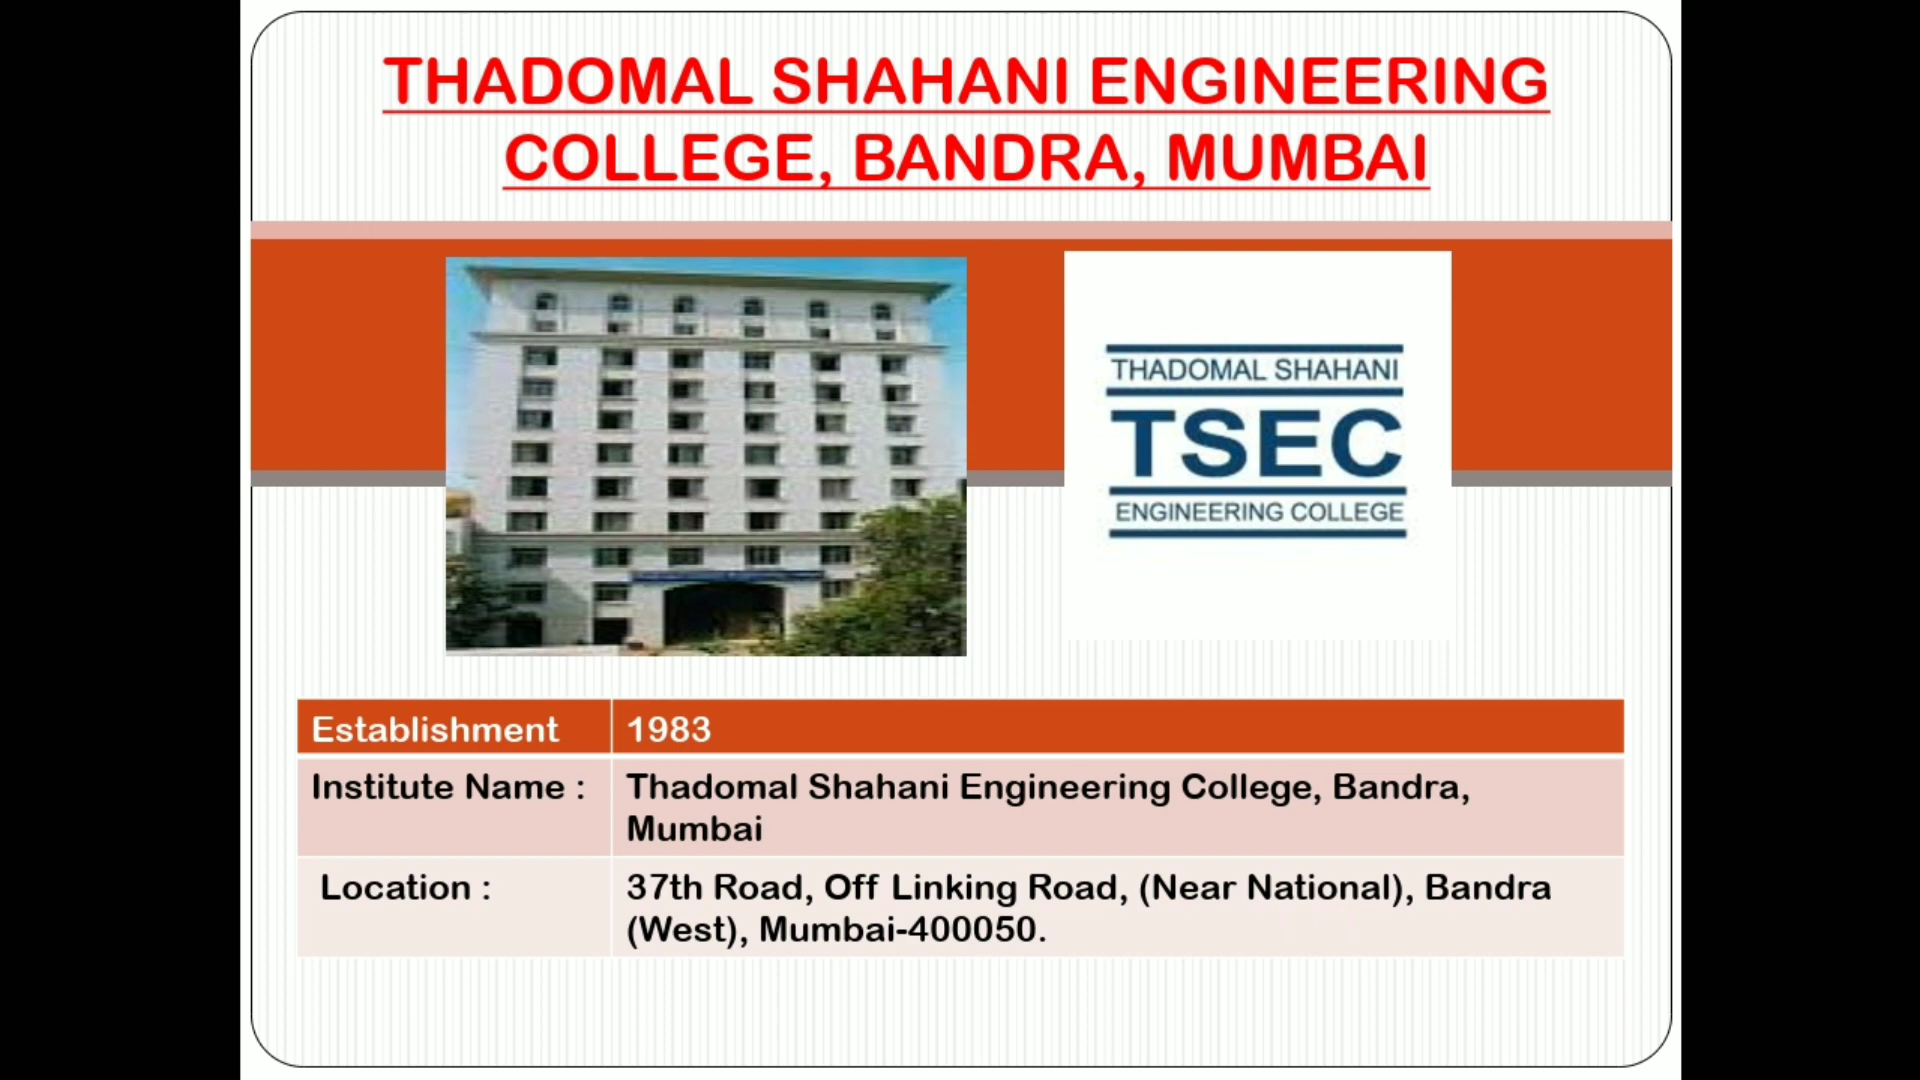 THADOMAL SHAHANI ENGINEERING
COLLEGE, BANDRA, MUMBAI
THADOMAL SHAHANI
TSEC
ENGINEERING COLLEGE
Establishment 1983
Institute Name : Thadomal Shahani Engineering College, Bandra,
Mumbai
Location : 37th Road, Off Linking Road, (Near National), Bandra
(West), Mumbai-400050.